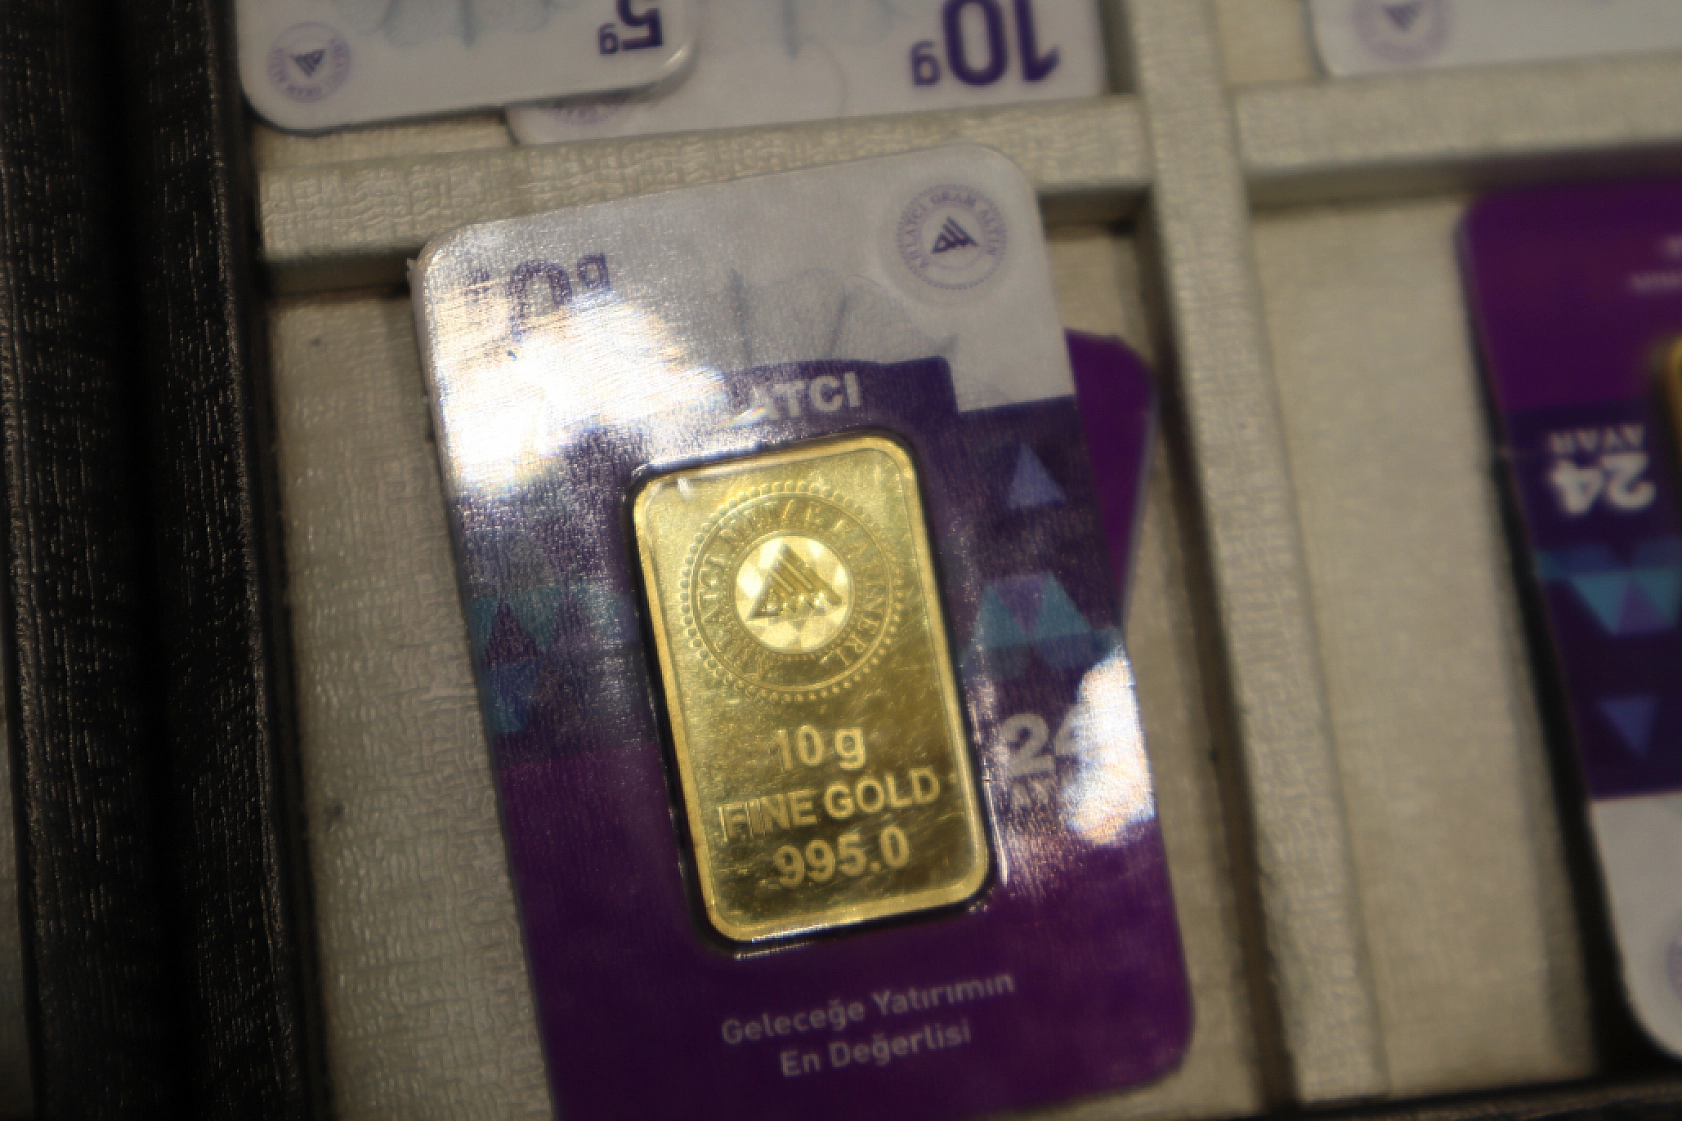 5g
10g
10g
ATCI
10 g
FINE GOLD
995.0
24
24
AYAR
Geleceğe Yatırımın
En Değerlisi